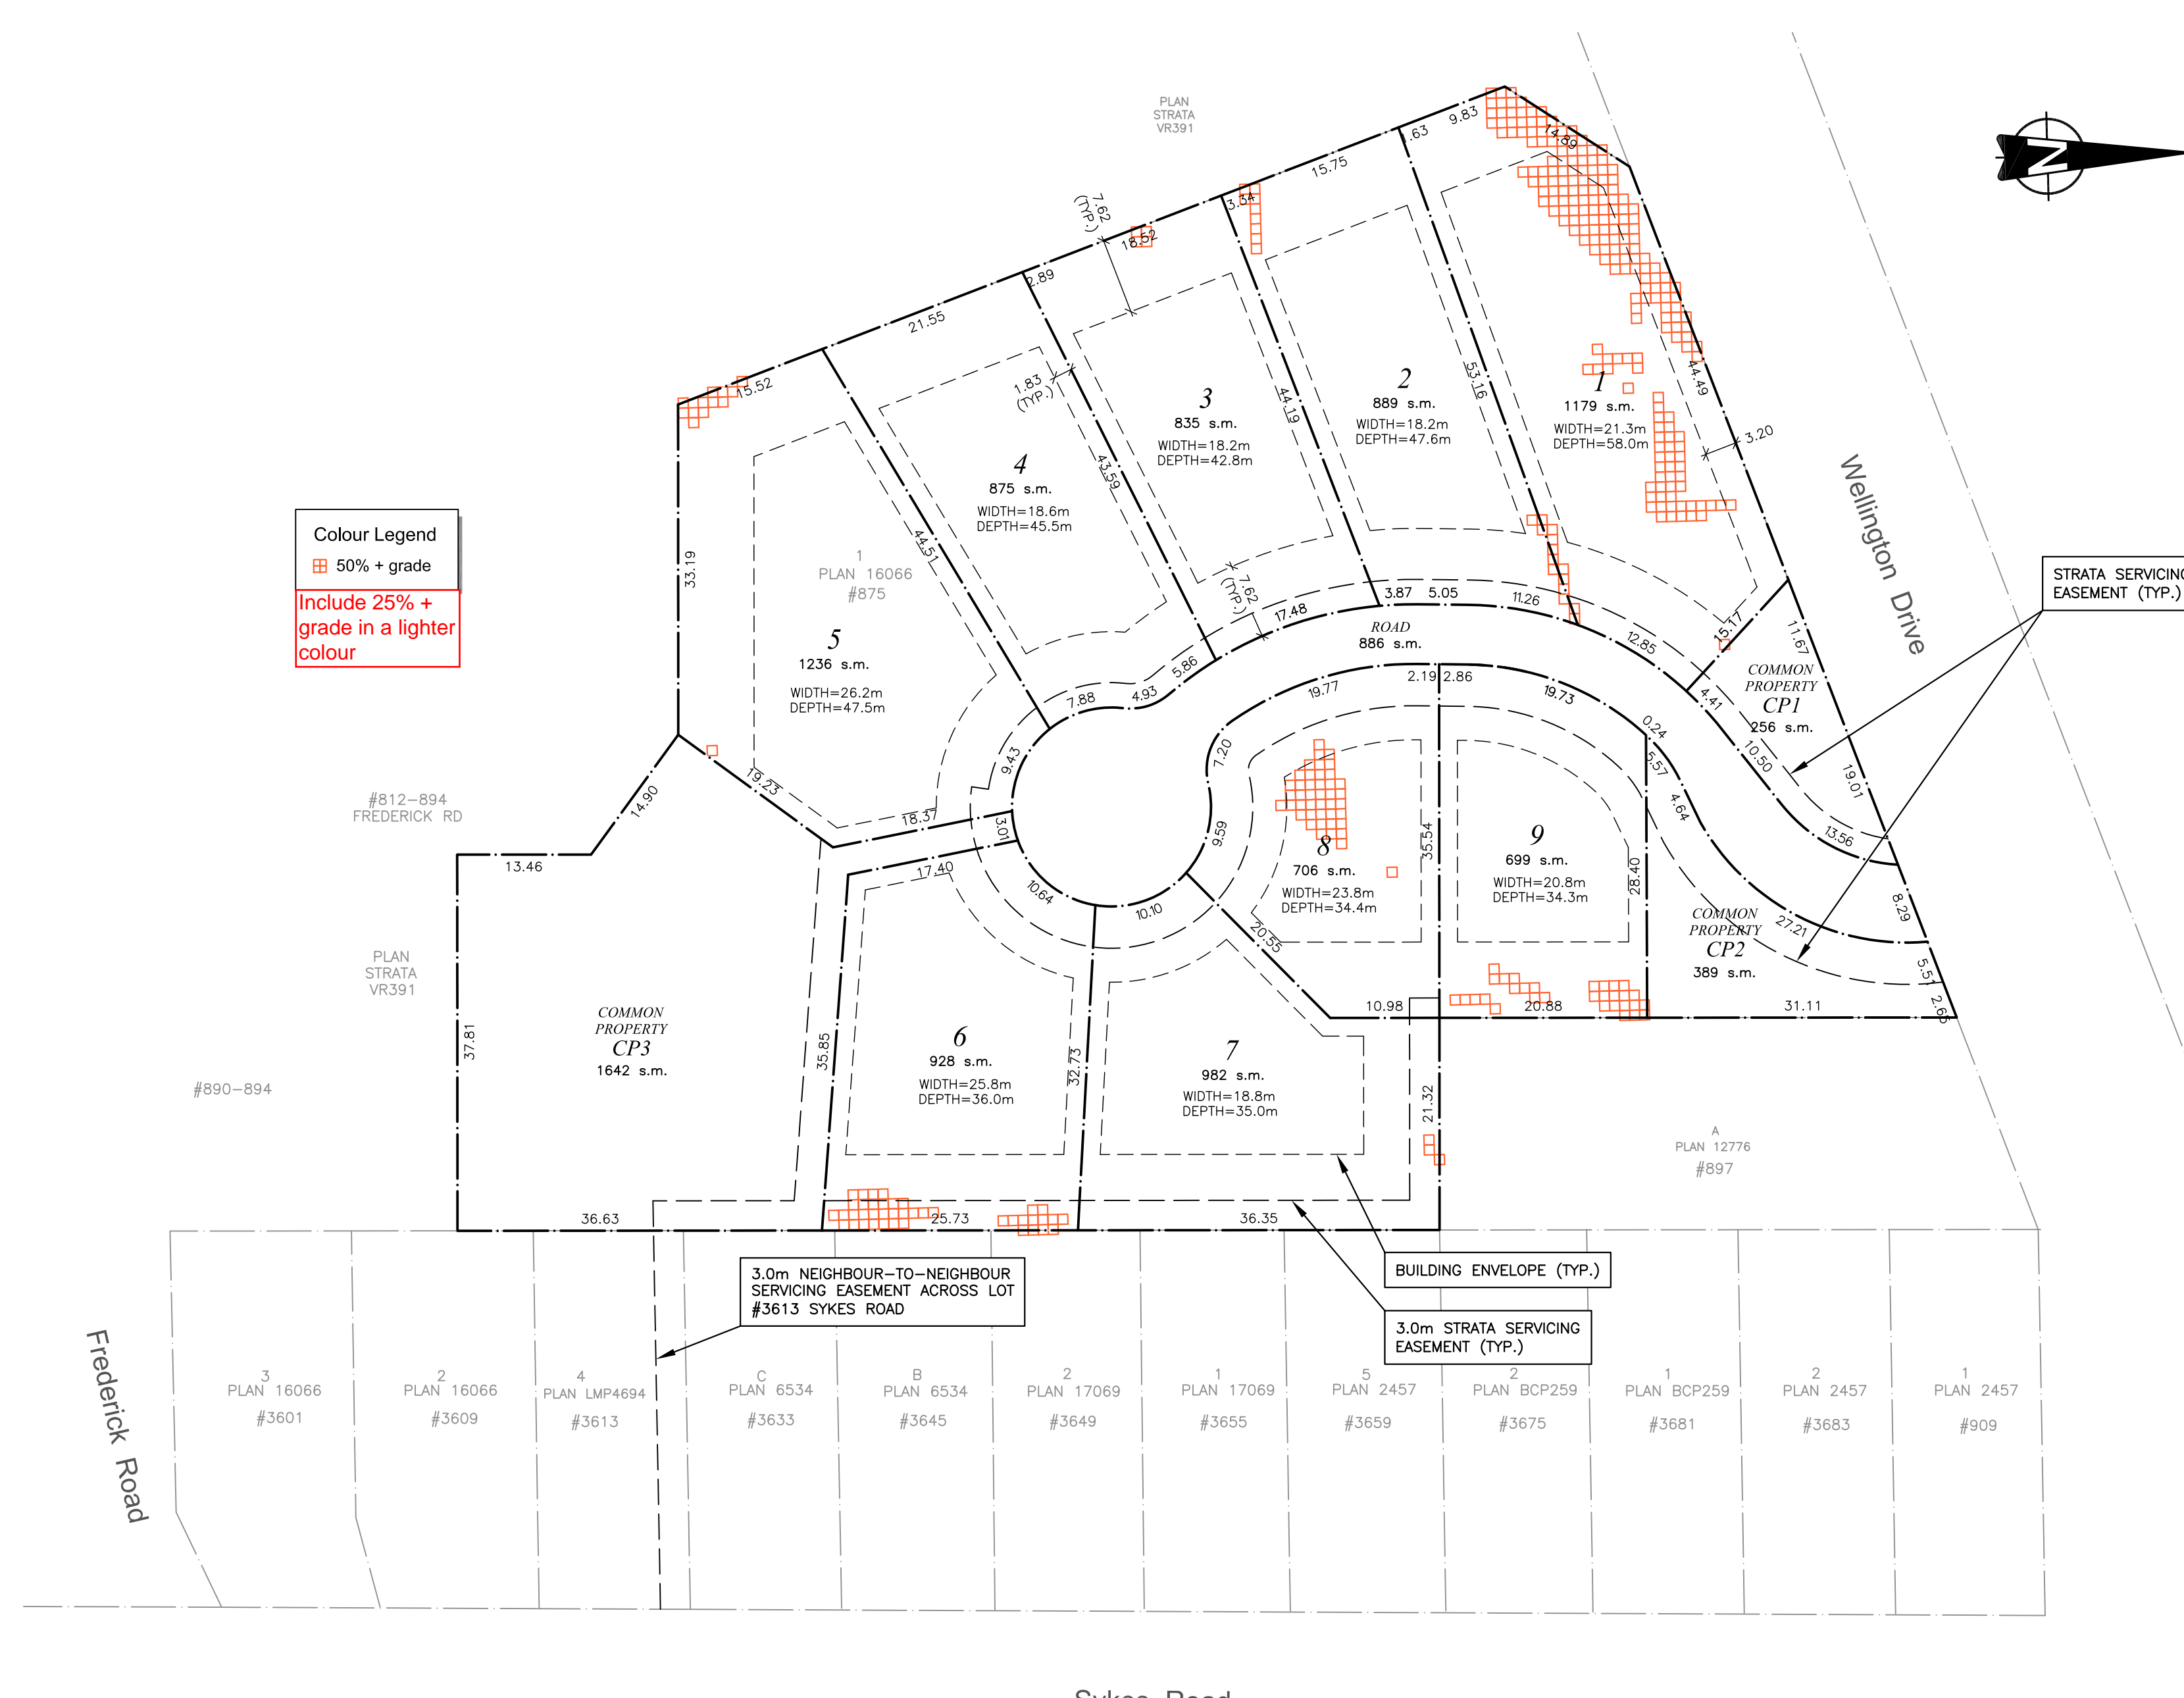 PLAN
STRATA
VR391
N
9.83
1.63
14.89
15.75
3.34
18.52
7.62
(TYP.)
2.89
21.55
15.52
1.83
(TYP.)
33.19
44.51
43.59
44.19
53.16
44.49
3.20
1
1179 s.m.
WIDTH=21.3m
DEPTH=58.0m
2
889 s.m.
WIDTH=18.2m
DEPTH=47.6m
3
835 s.m.
WIDTH=18.2m
DEPTH=42.8m
4
875 s.m.
WIDTH=18.6m
DEPTH=45.5m
1
PLAN 16066
#875
5
1236 s.m.
WIDTH=26.2m
DEPTH=47.5m
Colour Legend
50% + grade
Include 25% +
grade in a lighter
colour
Wellington Drive
STRATA SERVICING
EASEMENT (TYP.)
7.62
(TYP.)
17.48
3.87
5.05
11.26
12.85
15.17
11.67
ROAD
886 s.m.
COMMON
PROPERTY
CP1
256 s.m.
5.86
4.93
7.88
9.43
19.77
2.19
2.86
19.73
0.24
5.57
4.64
4.41
10.50
19.01
13.56
8.29
27.21
5.51
2.65
7.20
9.59
3.01
18.37
17.40
10.64
10.10
20.55
19.23
14.90
13.46
#812-894
FREDERICK RD
8
706 s.m.
WIDTH=23.8m
DEPTH=34.4m
35.54
9
699 s.m.
WIDTH=20.8m
DEPTH=34.3m
28.40
COMMON
PROPERTY
CP2
389 s.m.
10.98
20.88
31.11
PLAN
STRATA
VR391
#890-894
37.81
COMMON
PROPERTY
CP3
1642 s.m.
35.85
6
928 s.m.
WIDTH=25.8m
DEPTH=36.0m
32.73
7
982 s.m.
WIDTH=18.8m
DEPTH=35.0m
21.32
A
PLAN 12776
#897
36.63
25.73
36.35
3.0m NEIGHBOUR-TO-NEIGHBOUR
SERVICING EASEMENT ACROSS LOT
#3613 SYKES ROAD
BUILDING ENVELOPE (TYP.)
3.0m STRATA SERVICING
EASEMENT (TYP.)
Frederick Road
3
PLAN 16066
#3601
2
PLAN 16066
#3609
4
PLAN LMP4694
#3613
C
PLAN 6534
#3633
B
PLAN 6534
#3645
2
PLAN 17069
#3649
1
PLAN 17069
#3655
5
PLAN 2457
#3659
2
PLAN BCP259
#3675
1
PLAN BCP259
#3681
2
PLAN 2457
#3683
1
PLAN 2457
#909
Sykes Road